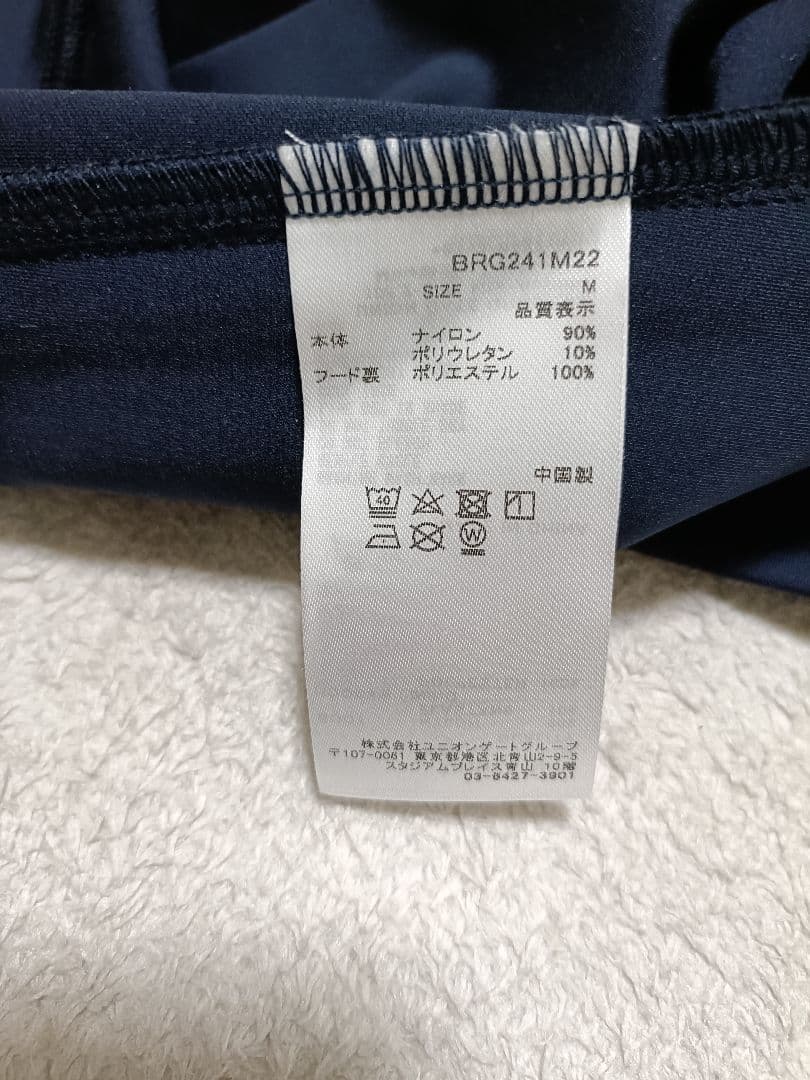 BRG241M22
SIZE M
品質表示
本体 ナイロン 90%
ポリウレタン 10%
フード裏 ポリエステル 100%
中国製
40
W
株式会社ユニオンゲートグループ
〒107-0061 東京都港区北青山2-9-5
スタジアムプレイス青山 10階
03-6427-3901